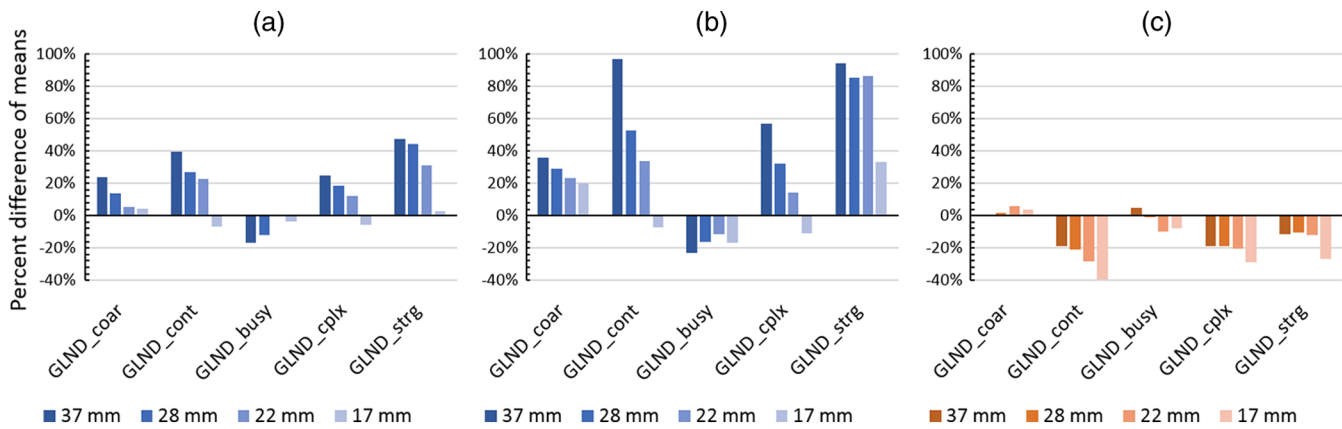 (a) (b) (c)
Percent difference of means
100% 100% 100%
80% 80% 80%
60% 60% 60%
40% 40% 40%
20% 20% 20%
0% 0% 0%
-20% -20% -20%
-40% -40% -40%
GLND_coar GLND_cont GLND_busy GLND_cplx GLND_strg
GLND_coar GLND_cont GLND_busy GLND_cplx GLND_strg
GLND_coar GLND_cont GLND_busy GLND_cplx GLND_strg
37 mm 28 mm 22 mm 17 mm
37 mm 28 mm 22 mm 17 mm
37 mm 28 mm 22 mm 17 mm